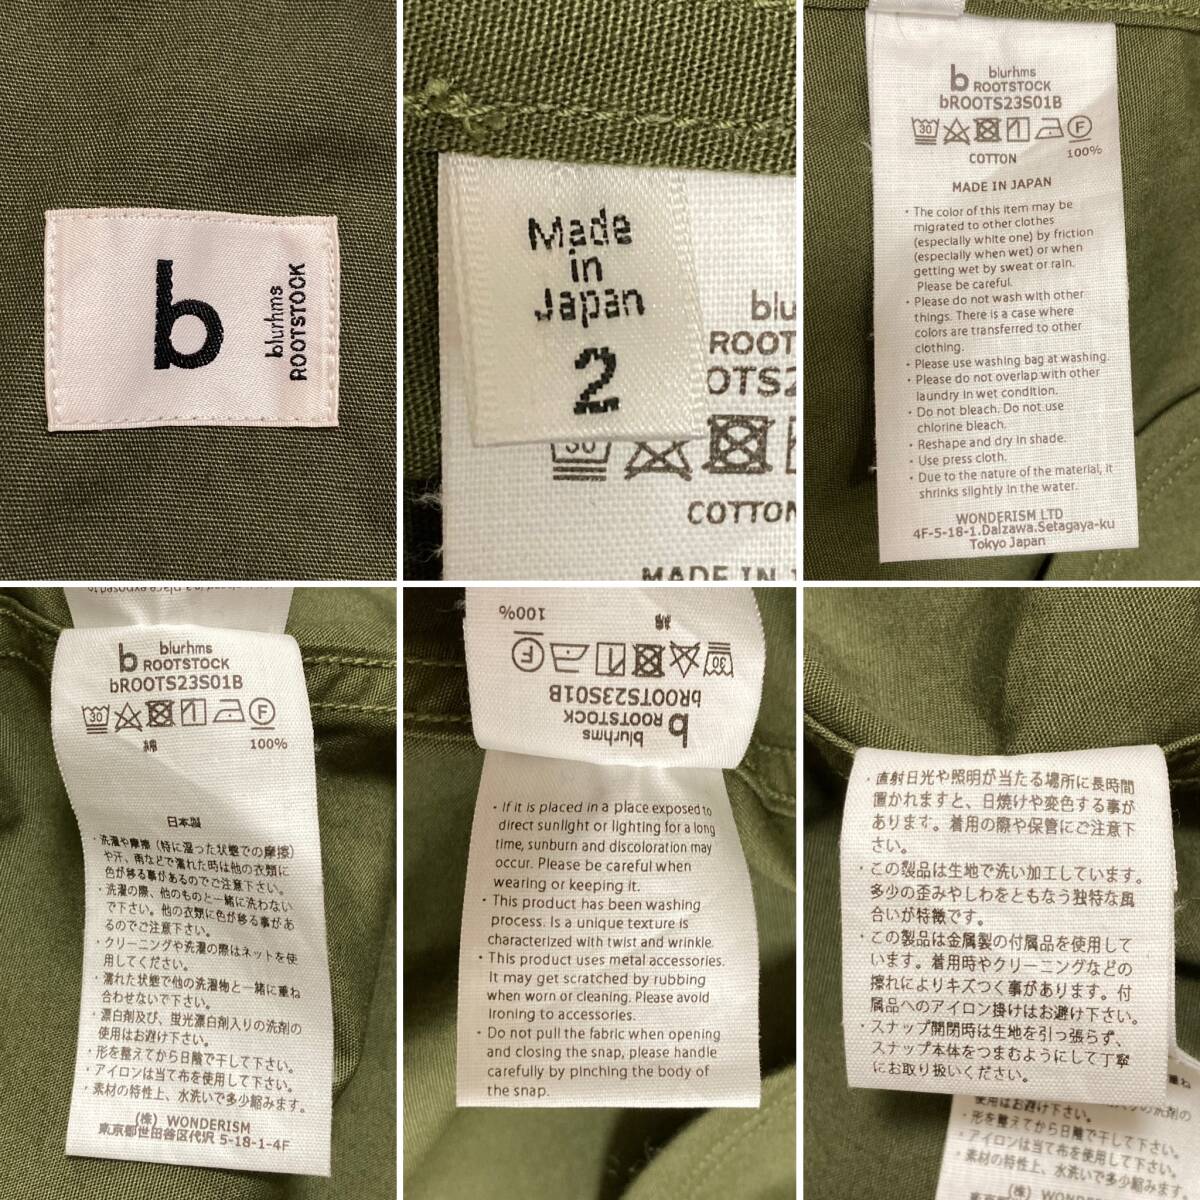 b
blurhms
ROOTSTOCK
Made
in
Japan
2
blu
ROOT
OTS2
30
COTTON
MADE IN
b blurhms
ROOTSTOCK
bROOTS23S01B
30 1 F
COTTON 100%
MADE IN JAPAN
・The color of this item may be
migrated to other clothes
(especially white one) by friction
(especially when wet) or when
getting wet by sweat or rain.
Please be careful.
・Please do not wash with other
things. There is a case where
colors are transferred to other
clothing.
・Please use washing bag at washing.
・Please do not overlap with other
laundry in wet condition.
・Do not bleach. Do not use
chlorine bleach.
・Reshape and dry in shade.
・Use press cloth.
・Due to the nature of the material, it
shrinks slightly in the water.
WONDERISM LTD
4F-5-18-1.Daizawa.Setagaya-ku
Tokyo Japan
b blurhms
ROOTSTOCK
bROOTS23S01B
30 1 F
綿 100%
日本製
・洗濯や摩擦（特に湿った状態での摩擦）
や汗、雨などで濡れた時は他の衣類に
色が移る事があるのでご注意下さい。
・洗濯の際、他のものと一緒に洗わない
で下さい。他の衣類に色が移る事があ
るのでご注意下さい。
・クリーニングや洗濯の際はネットを使
用してください。
・濡れた状態で他の洗濯物と一緒に重ね
合わせないで下さい。
・漂白剤及び、蛍光漂白剤入りの洗剤の
使用はお避け下さい。
・形を整えてから日陰で干して下さい。
・アイロンは当て布を使用して下さい。
・素材の特性上、水洗いで多少縮みます。
(株) WONDERISM
東京都世田谷区代沢 5-18-1-4F
100% 綿
F 1 30
bROOTS23S01B
b blurhms
ROOTSTOCK
・If it is placed in a place exposed to
direct sunlight or lighting for a long
time, sunburn and discoloration may
occur. Please be careful when
wearing or keeping it.
・This product has been washing
process. Is a unique texture is
characterized with twist and wrinkle.
・This product uses metal accessories.
It may get scratched by rubbing
when worn or cleaning. Please avoid
Ironing to accessories.
・Do not pull the fabric when opening
and closing the snap, please handle
carefully by pinching the body of
the snap.
・直射日光や照明が当たる場所に長時間
置かれますと、日焼けや変色する事が
あります。着用の際や保管にご注意下
さい。
・この製品は生地で洗い加工しています。
多少の歪みやしわをともなう独特な風
合いが特徴です。
・この製品は金属製の付属品を使用して
います。着用時やクリーニングなどの
擦れによりキズつく事があります。付
属品へのアイロン掛けはお避け下さい。
・スナップ開閉時は生地を引っ張らず、
スナップ本体をつまむようにして丁寧
にお取り扱いください。
重ね
入りの洗剤の
使用はお避け下さい。
・形を整えてから日陰で干して下さい。
・アイロンは当て布を使用して下さい。
・素材の特性上、水洗いで多少縮みます。
(株) WONDERISM